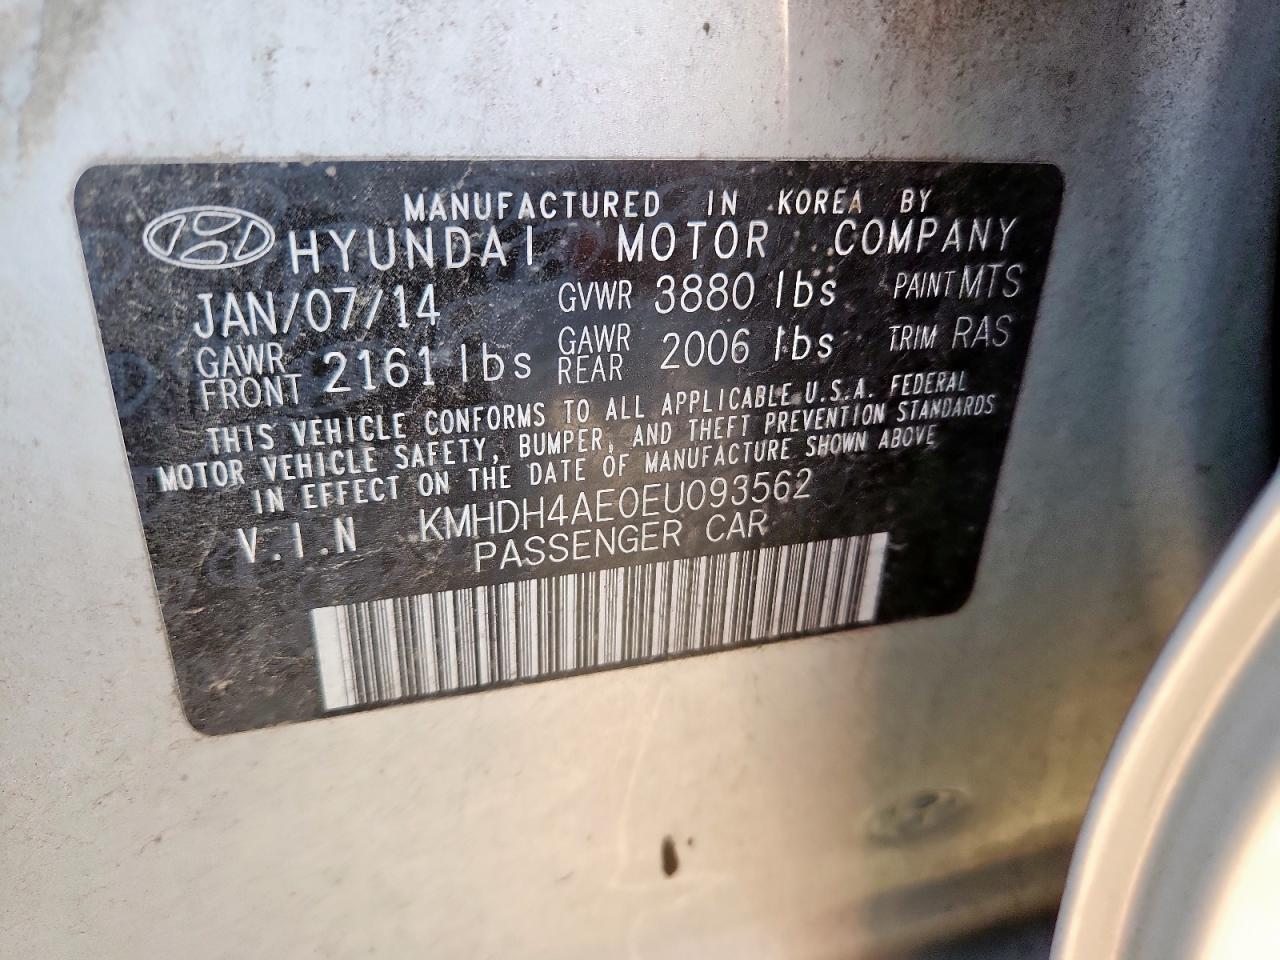 MANUFACTURED IN KOREA BY
HYUNDAI MOTOR COMPANY
JAN/07/14 GVWR 3880 lbs PAINT MTS
GAWR FRONT 2161 lbs GAWR REAR 2006 lbs TRIM RAS
THIS VEHICLE CONFORMS TO ALL APPLICABLE U.S.A. FEDERAL
MOTOR VEHICLE SAFETY, BUMPER, AND THEFT PREVENTION STANDARDS
IN EFFECT ON THE DATE OF MANUFACTURE SHOWN ABOVE
V.I.N KMHDH4AE0EU093562
PASSENGER CAR